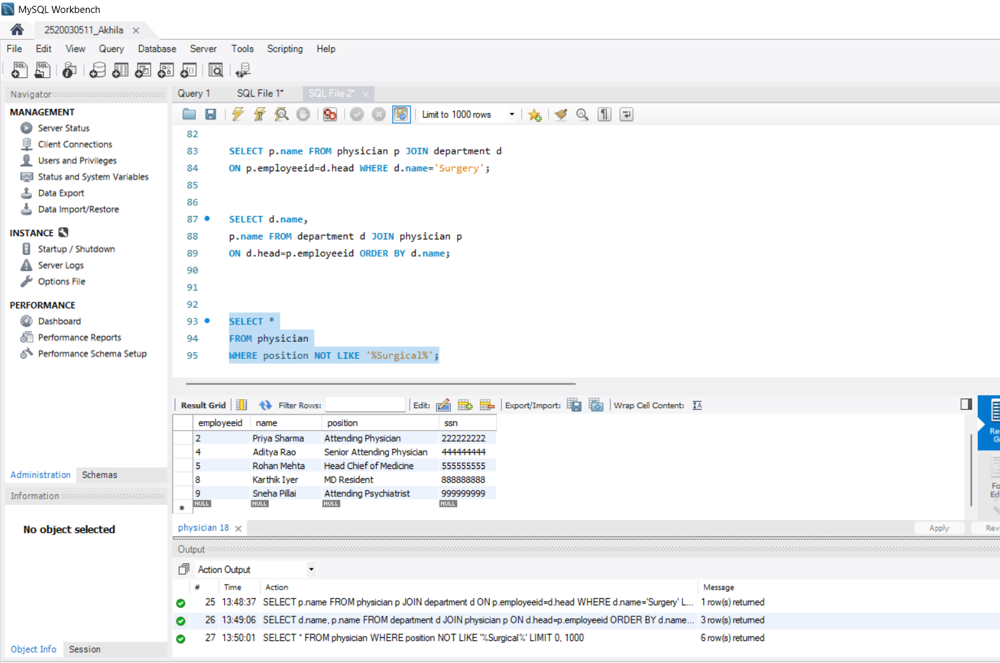 MySQL Workbench
2520030511_Akhila
File Edit View Query Database Server Tools Scripting Help
Navigator
MANAGEMENT
Server Status
Client Connections
Users and Privileges
Status and System Variables
Data Export
Data Import/Restore
INSTANCE
Startup / Shutdown
Server Logs
Options File
PERFORMANCE
Dashboard
Performance Reports
Performance Schema Setup
Administration Schemas
Information
No object selected
Object Info Session
Query 1 SQL File 1* SQL File 2*
Limit to 1000 rows
82
83 SELECT p.name FROM physician p JOIN department d
84 ON p.employeeid=d.head WHERE d.name='Surgery';
85
86
87 SELECT d.name,
88 p.name FROM department d JOIN physician p
89 ON d.head=p.employeeid ORDER BY d.name;
90
91
92
93 SELECT *
94 FROM physician
95 WHERE position NOT LIKE '%Surgical%';
Result Grid Filter Rows: Edit: Export/Import: Wrap Cell Content:
employeeid name position ssn
2 Priya Sharma Attending Physician 222222222
4 Aditya Rao Senior Attending Physician 444444444
5 Rohan Mehta Head Chief of Medicine 555555555
8 Karthik Iyer MD Resident 888888888
9 Sneha Pillai Attending Psychiatrist 999999999
NULL NULL NULL NULL
physician 18
Apply
Output
Action Output
# Time Action Message
25 13:48:37 SELECT p.name FROM physician p JOIN department d ON p.employeeid=d.head WHERE d.name='Surgery' L... 1 row(s) returned
26 13:49:06 SELECT d.name, p.name FROM department d JOIN physician p ON d.head=p.employeeid ORDER BY d.name... 3 row(s) returned
27 13:50:01 SELECT * FROM physician WHERE position NOT LIKE '%Surgical%' LIMIT 0, 1000 6 row(s) returned